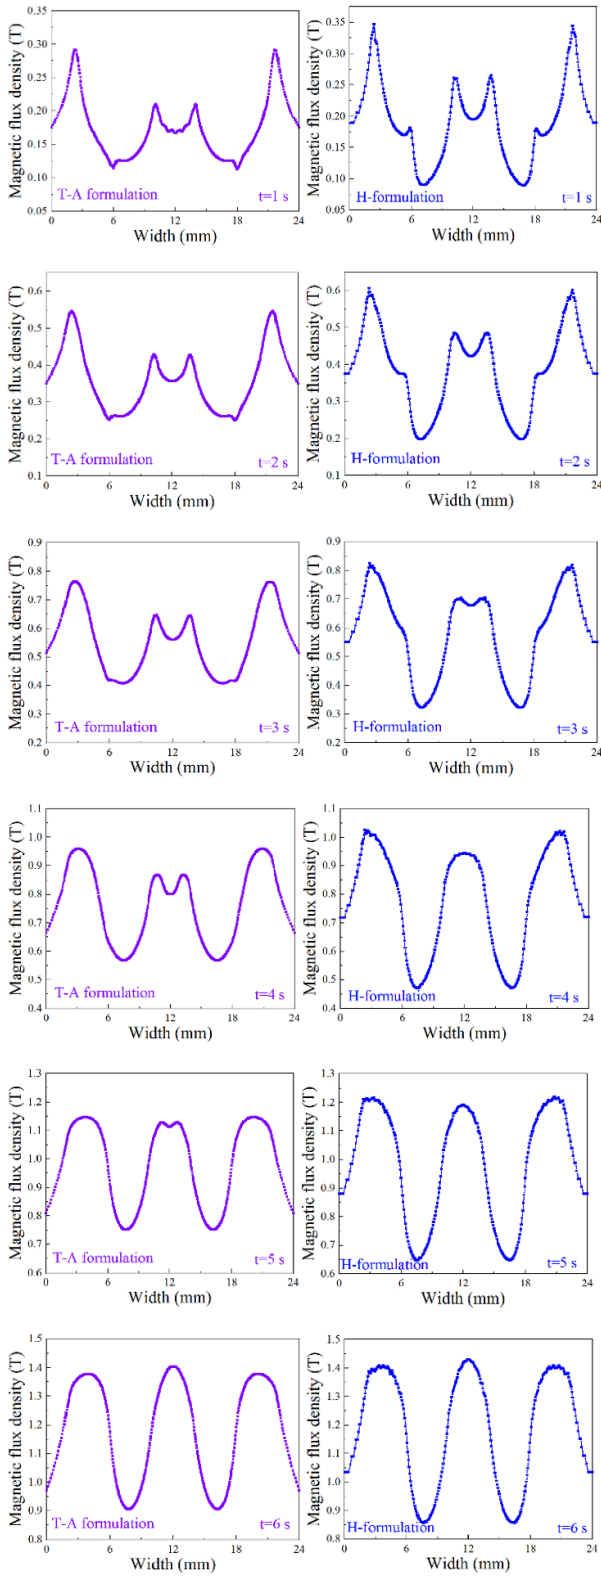 Magnetic flux density (T)
0.35
0.30
0.25
0.20
0.15
0.10
0.05
T-A formulation
t=1 s
0 6 12 18 24
Width (mm)
Magnetic flux density (T)
0.35
0.30
0.25
0.20
0.15
0.10
0.05
H-formulation
t=1 s
0 6 12 18 24
Width (mm)
Magnetic flux density (T)
0.6
0.5
0.4
0.3
0.2
0.1
T-A formulation
t=2 s
0 6 12 18 24
Width (mm)
Magnetic flux density (T)
0.6
0.5
0.4
0.3
0.2
0.1
H-formulation
t=2 s
0 6 12 18 24
Width (mm)
Magnetic flux density (T)
0.9
0.8
0.7
0.6
0.5
0.4
0.3
0.2
T-A formulation
t=3 s
0 6 12 18 24
Width (mm)
Magnetic flux density (T)
0.9
0.8
0.7
0.6
0.5
0.4
0.3
0.2
H-formulation
t=3 s
0 6 12 18 24
Width (mm)
Magnetic flux density (T)
1.1
1.0
0.9
0.8
0.7
0.6
0.5
0.4
T-A formulation
t=4 s
0 6 12 18 24
Width (mm)
Magnetic flux density (T)
1.1
1.0
0.9
0.8
0.7
0.6
0.5
0.4
H-formulation
t=4 s
0 6 12 18 24
Width (mm)
Magnetic flux density (T)
1.3
1.2
1.1
1.0
0.9
0.8
0.7
0.6
T-A formulation
t=5 s
0 6 12 18 24
Width (mm)
Magnetic flux density (T)
1.3
1.2
1.1
1.0
0.9
0.8
0.7
0.6
H-formulation
t=5 s
0 6 12 18 24
Width (mm)
Magnetic flux density (T)
1.5
1.4
1.3
1.2
1.1
1.0
0.9
0.8
T-A formulation
t=6 s
0 6 12 18 24
Width (mm)
Magnetic flux density (T)
1.5
1.4
1.3
1.2
1.1
1.0
0.9
0.8
H-formulation
t=6 s
0 6 12 18 24
Width (mm)